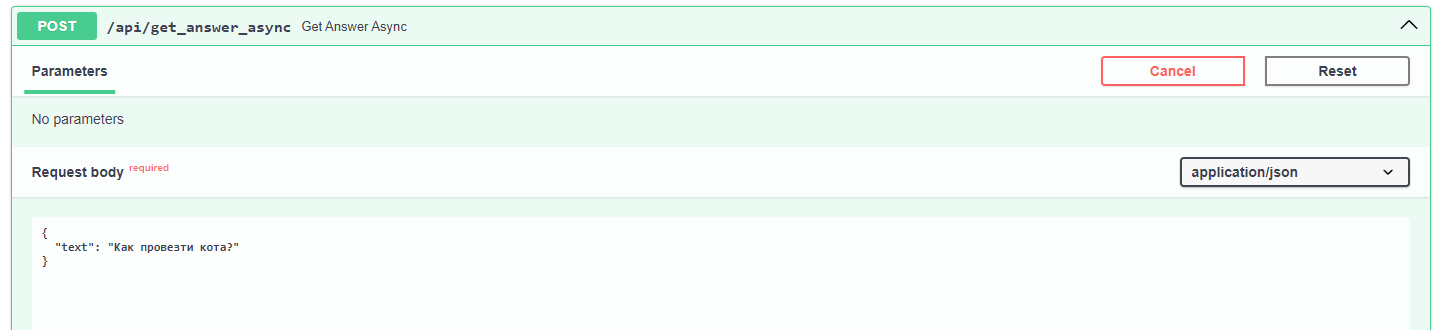 POST /api/get_answer_async Get Answer Async
Parameters Cancel Reset
No parameters
Request body required application/json
{
"text": "Как провезти кота?"
}